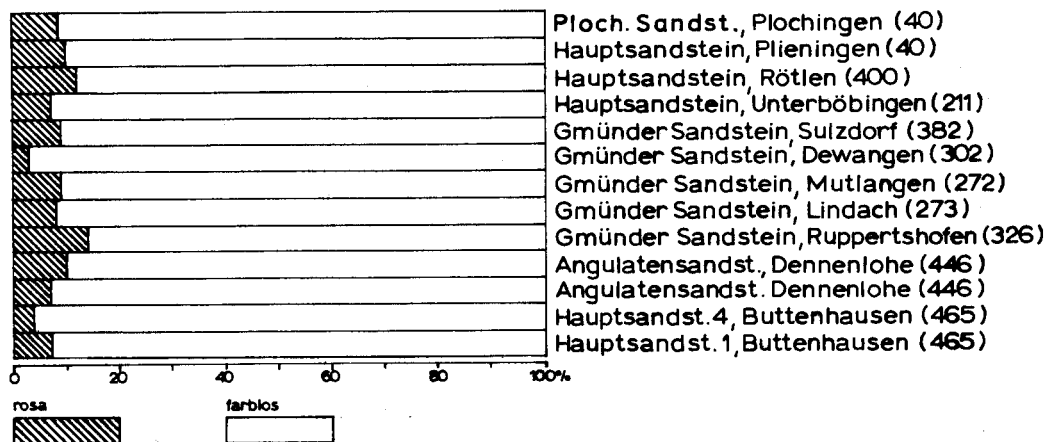 Ploch. Sandst., Plochingen (40)
Hauptsandstein, Plieningen (40)
Hauptsandstein, Rötlen (400)
Hauptsandstein, Unterböbingen (211)
Gmünder Sandstein, Sulzdorf (382)
Gmünder Sandstein, Dewangen (302)
Gmünder Sandstein, Mutlangen (272)
Gmünder Sandstein, Lindach (273)
Gmünder Sandstein, Ruppertshofen (326)
Angulatensandst., Dennenlohe (446)
Angulatensandst. Dennenlohe (446)
Hauptsandst. 4, Buttenhausen (465)
Hauptsandst. 1, Buttenhausen (465)
0 20 40 60 80 100%
rosa farblos